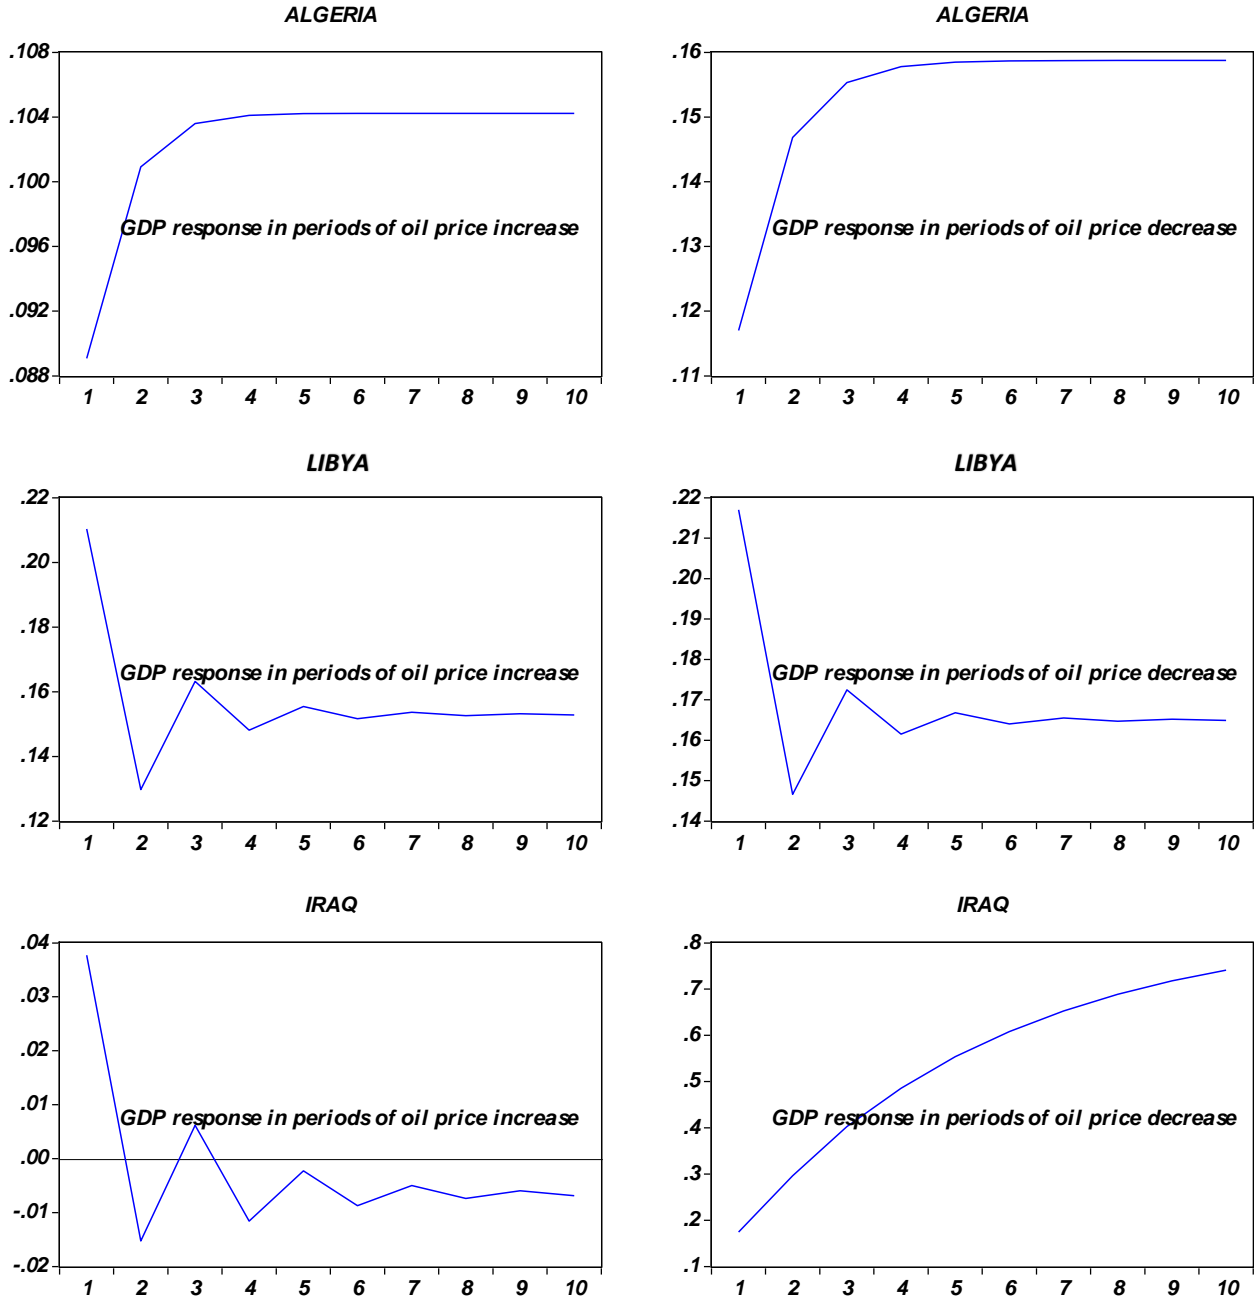 ALGERIA
.108
.104
.100
.096
.092
.088
GDP response in periods of oil price increase
1 2 3 4 5 6 7 8 9 10
ALGERIA
.16
.15
.14
.13
.12
.11
GDP response in periods of oil price decrease
1 2 3 4 5 6 7 8 9 10
LIBYA
.22
.20
.18
.16
.14
.12
GDP response in periods of oil price increase
1 2 3 4 5 6 7 8 9 10
LIBYA
.22
.21
.20
.19
.18
.17
.16
.15
.14
GDP response in periods of oil price decrease
1 2 3 4 5 6 7 8 9 10
IRAQ
.04
.03
.02
.01
.00
-.01
-.02
GDP response in periods of oil price increase
1 2 3 4 5 6 7 8 9 10
IRAQ
.8
.7
.6
.5
.4
.3
.2
.1
GDP response in periods of oil price decrease
1 2 3 4 5 6 7 8 9 10